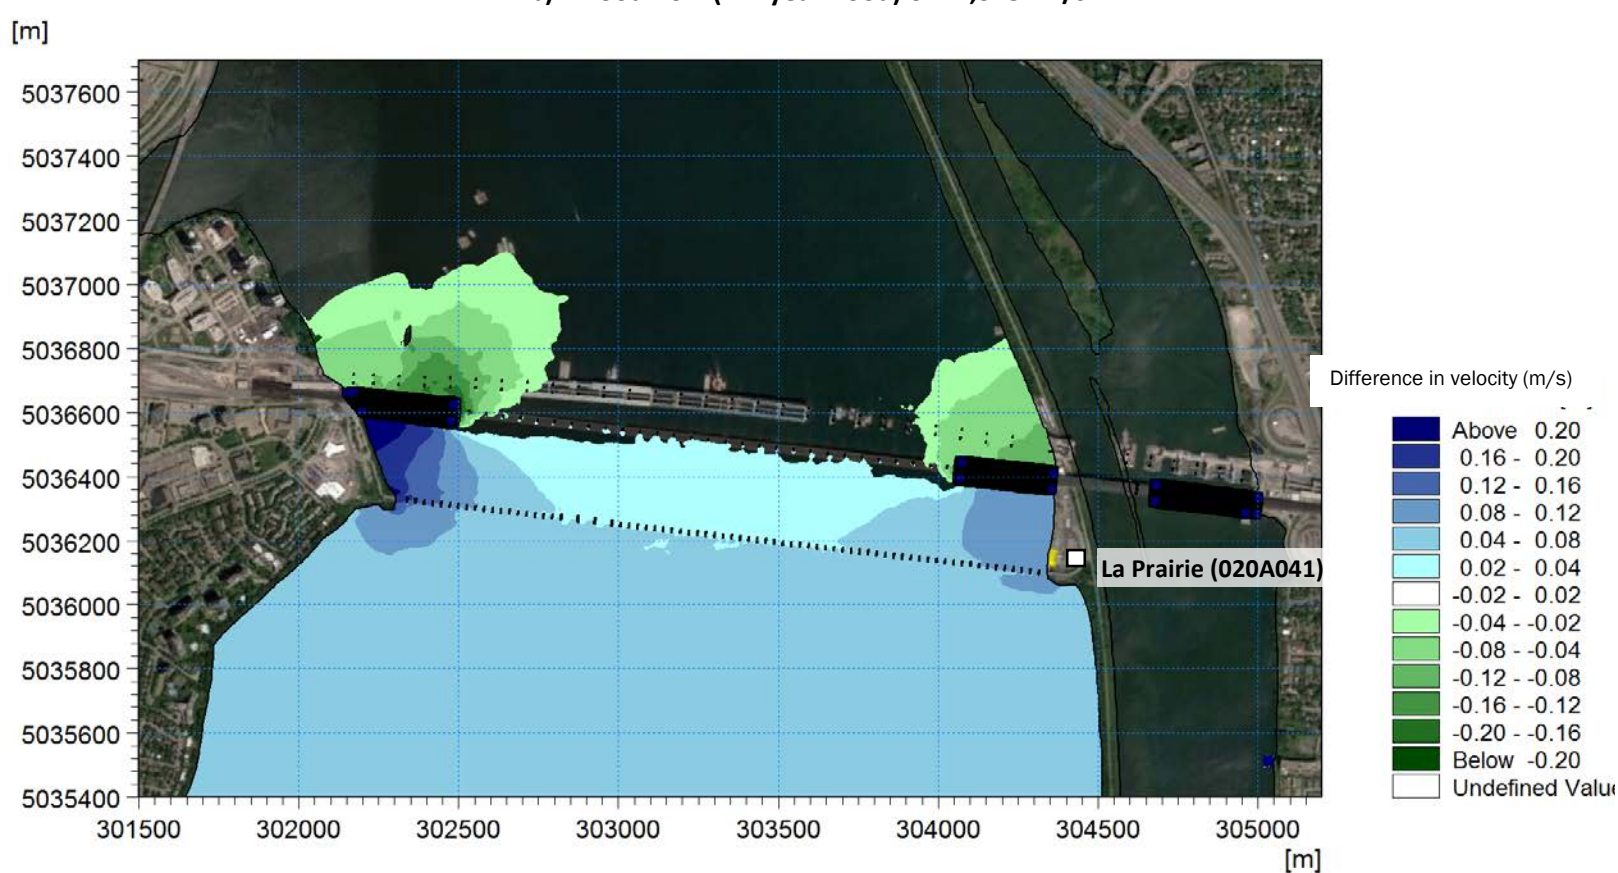 [m]
5037600
5037400
5037200
5037000
5036800
5036600
5036400
5036200
5036000
5035800
5035600
5035400
301500 302000 302500 303000 303500 304000 304500 305000
[m]
La Prairie (020A041)
Difference in velocity (m/s)
Above 0.20
0.16 - 0.20
0.12 - 0.16
0.08 - 0.12
0.04 - 0.08
0.02 - 0.04
-0.02 - 0.02
-0.04 - -0.02
-0.08 - -0.04
-0.12 - -0.08
-0.16 - -0.12
-0.20 - -0.16
Below -0.20
Undefined Value